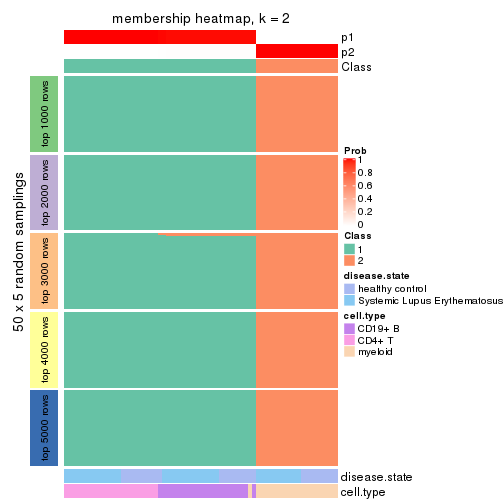 membership heatmap, k = 2
p1
p2
Class
50 x 5 random samplings
top 1000 rows
top 2000 rows
top 3000 rows
top 4000 rows
top 5000 rows
Prob
1
0.8
0.6
0.4
0.2
0
Class
1
2
disease.state
healthy control
Systemic Lupus Erythematosus
cell.type
CD19+ B
CD4+ T
myeloid
disease.state
cell.type